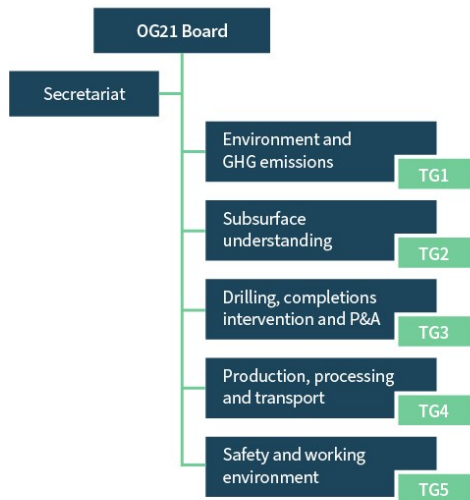 OG21 Board
Secretariat
Environment and
GHG emissions
TG1
Subsurface
understanding
TG2
Drilling, completions
intervention and P&A
TG3
Production, processing
and transport
TG4
Safety and working
environment
TG5